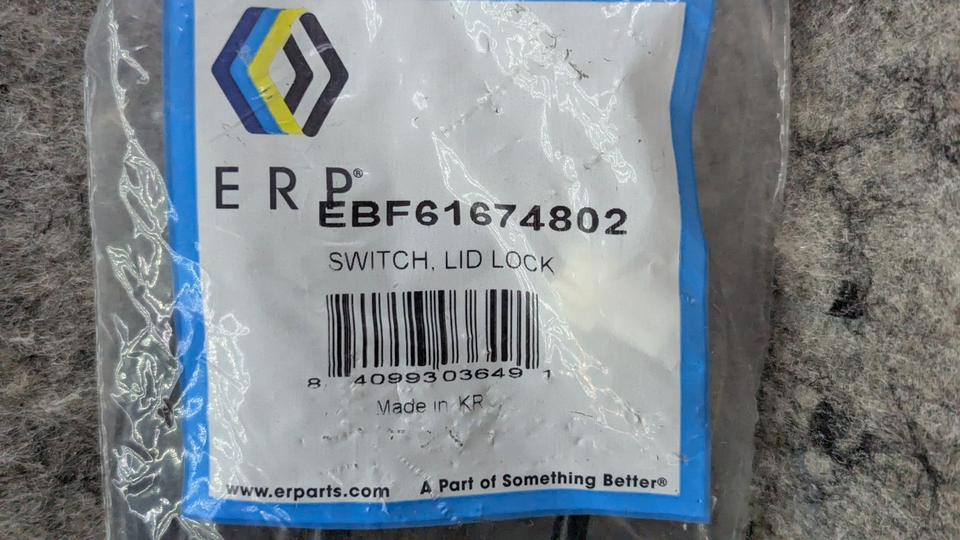 ERP®
EBF61674802
SWITCH, LID LOCK
8 4099303649 1
Made in KR
www.erparts.com A Part of Something Better®